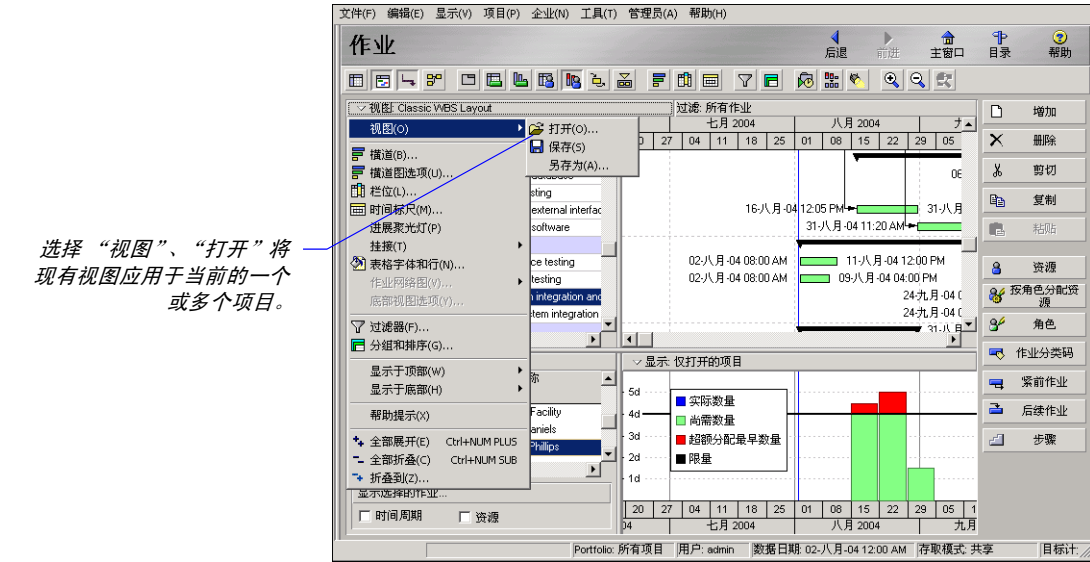 文件(F) 编辑(E) 显示(V) 项目(P) 企业(N) 工具(T) 管理员(A) 帮助(H)
作业
后退 前进 主窗口 目录 帮助
视图: Classic WBS Layout
过滤: 所有作业
七月 2004 八月 2004
27 04 11 18 25 01 08 15 22 29 05
视图(O)
打开(O)...
保存(S)
另存为(A)...
横道(B)...
横道图选项(U)...
栏位(L)...
时间标尺(M)...
进展聚光灯(P)
挂接(T)
表格字体和行(N)...
作业网络图(V)...
底部视图选项(Y)...
过滤器(F)...
分组和排序(G)...
显示于顶部(W)
显示于底部(H)
帮助提示(X)
全部展开(E) Ctrl+NUM PLUS
全部折叠(C) Ctrl+NUM SUB
折叠到(Z)...
选择 “视图”、“打开”将
现有视图应用于当前的一个
或多个项目。
sting
external interfac
software
ce testing
testing
integration and
tem integration
06
16-八月-04 12:05 PM 31-八月
31-八月-04 11:20 AM
02-八月-04 08:00 AM 11-八月-04 12:00 PM
02-八月-04 08:00 AM 09-八月-04 04:00 PM
24-九月-04
24-九月-04
31-八月
增加
删除
剪切
复制
粘贴
资源
按角色分配资源
角色
作业分类码
紧前作业
后续作业
步骤
显示: 仅打开的项目
称
Facility
aniels
Phillips
5d
4d
3d
2d
1d
实际数量
尚需数量
超额分配最早数量
限量
显示选择的作业...
时间周期 资源
20 27 04 11 18 25 01 08 15 22 29 05 1
04 七月 2004 八月 2004 九月
Portfolio: 所有项目 用户: admin 数据日期: 02-八月-04 12:00 AM 存取模式: 共享 目标计